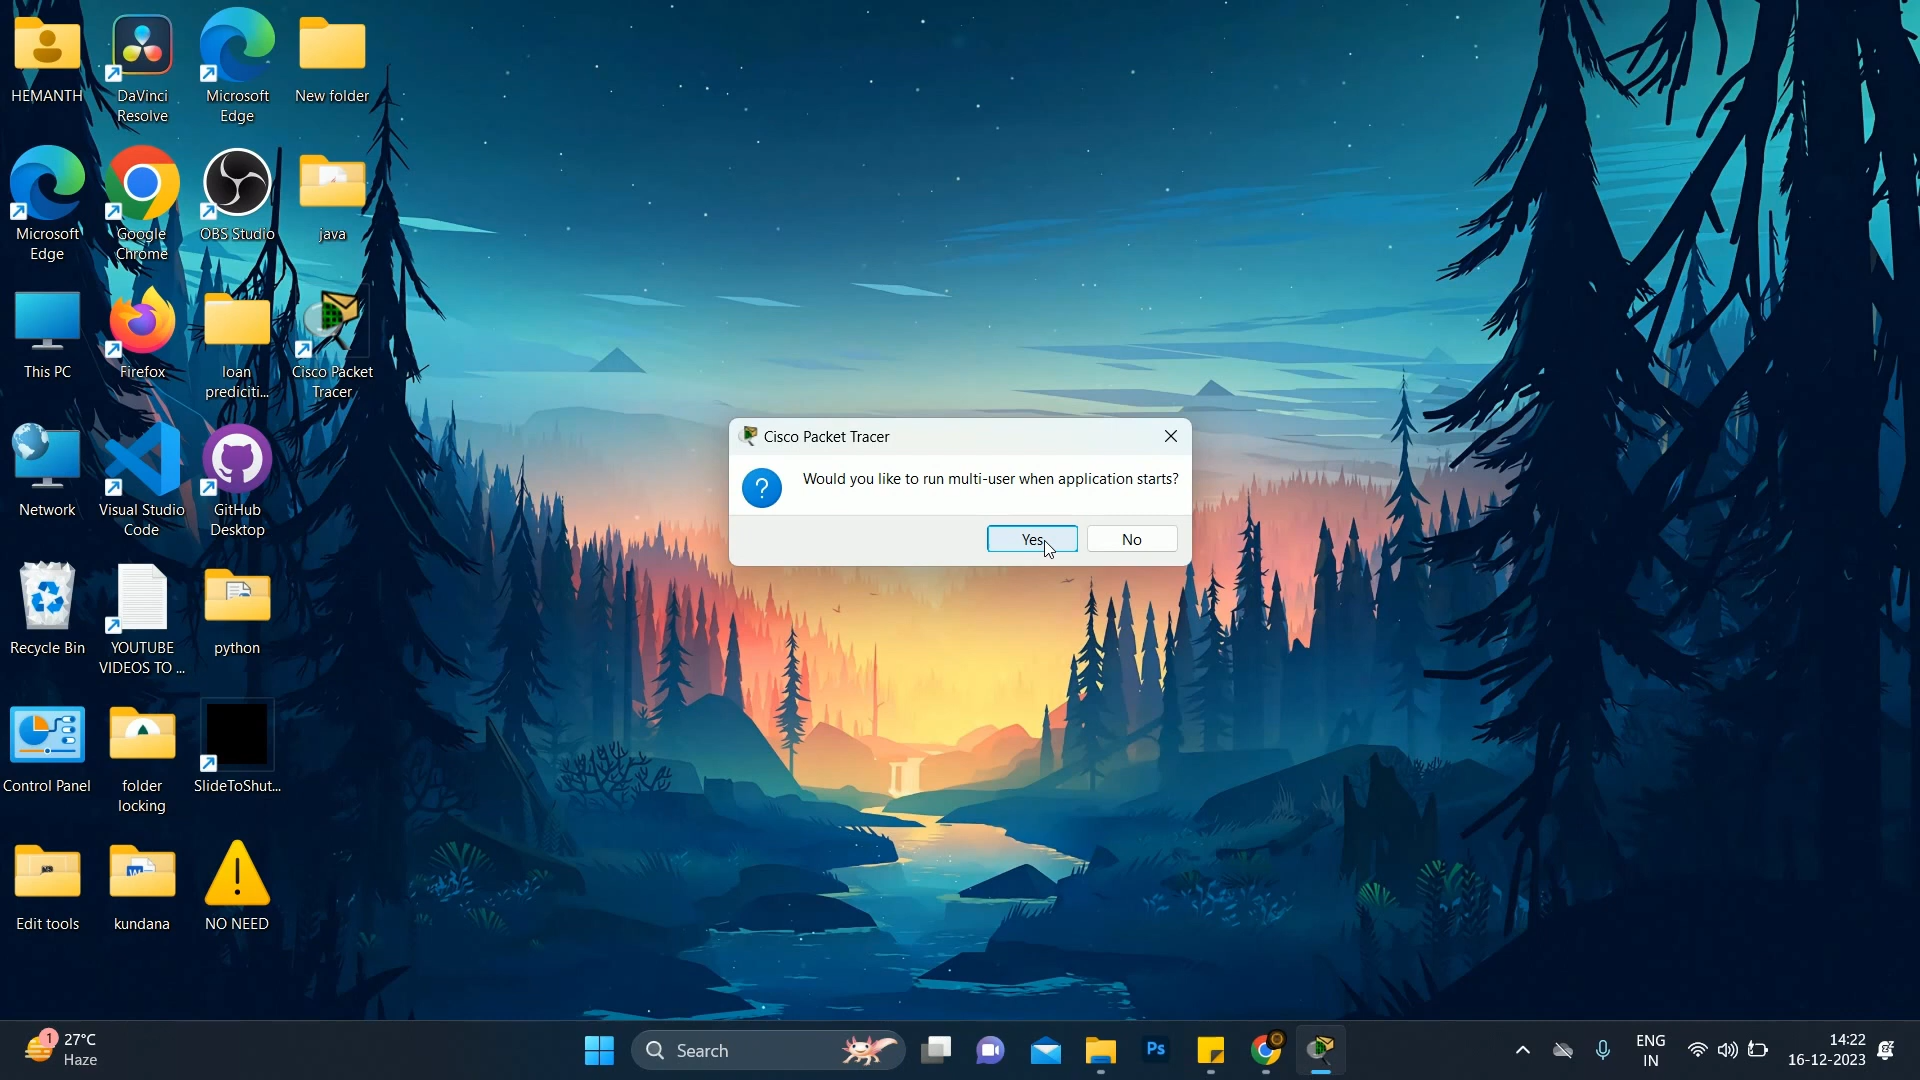 HEMANTH
DaVinci
Resolve
Microsoft
Edge
New folder
Microsoft
Edge
Google
Chrome
OBS Studio
java
This PC
Firefox
loan
prediciti...
Cisco Packet
Tracer
Network
Visual Studio
Code
GitHub
Desktop
Recycle Bin
YOUTUBE
VIDEOS TO ...
python
Control Panel
folder
locking
SlideToShut...
Edit tools
kundana
NO NEED
Cisco Packet Tracer
?
Would you like to run multi-user when application starts?
Yes
No
1
27°C
Haze
Search
Ps
ENG
IN
14:22
16-12-2023